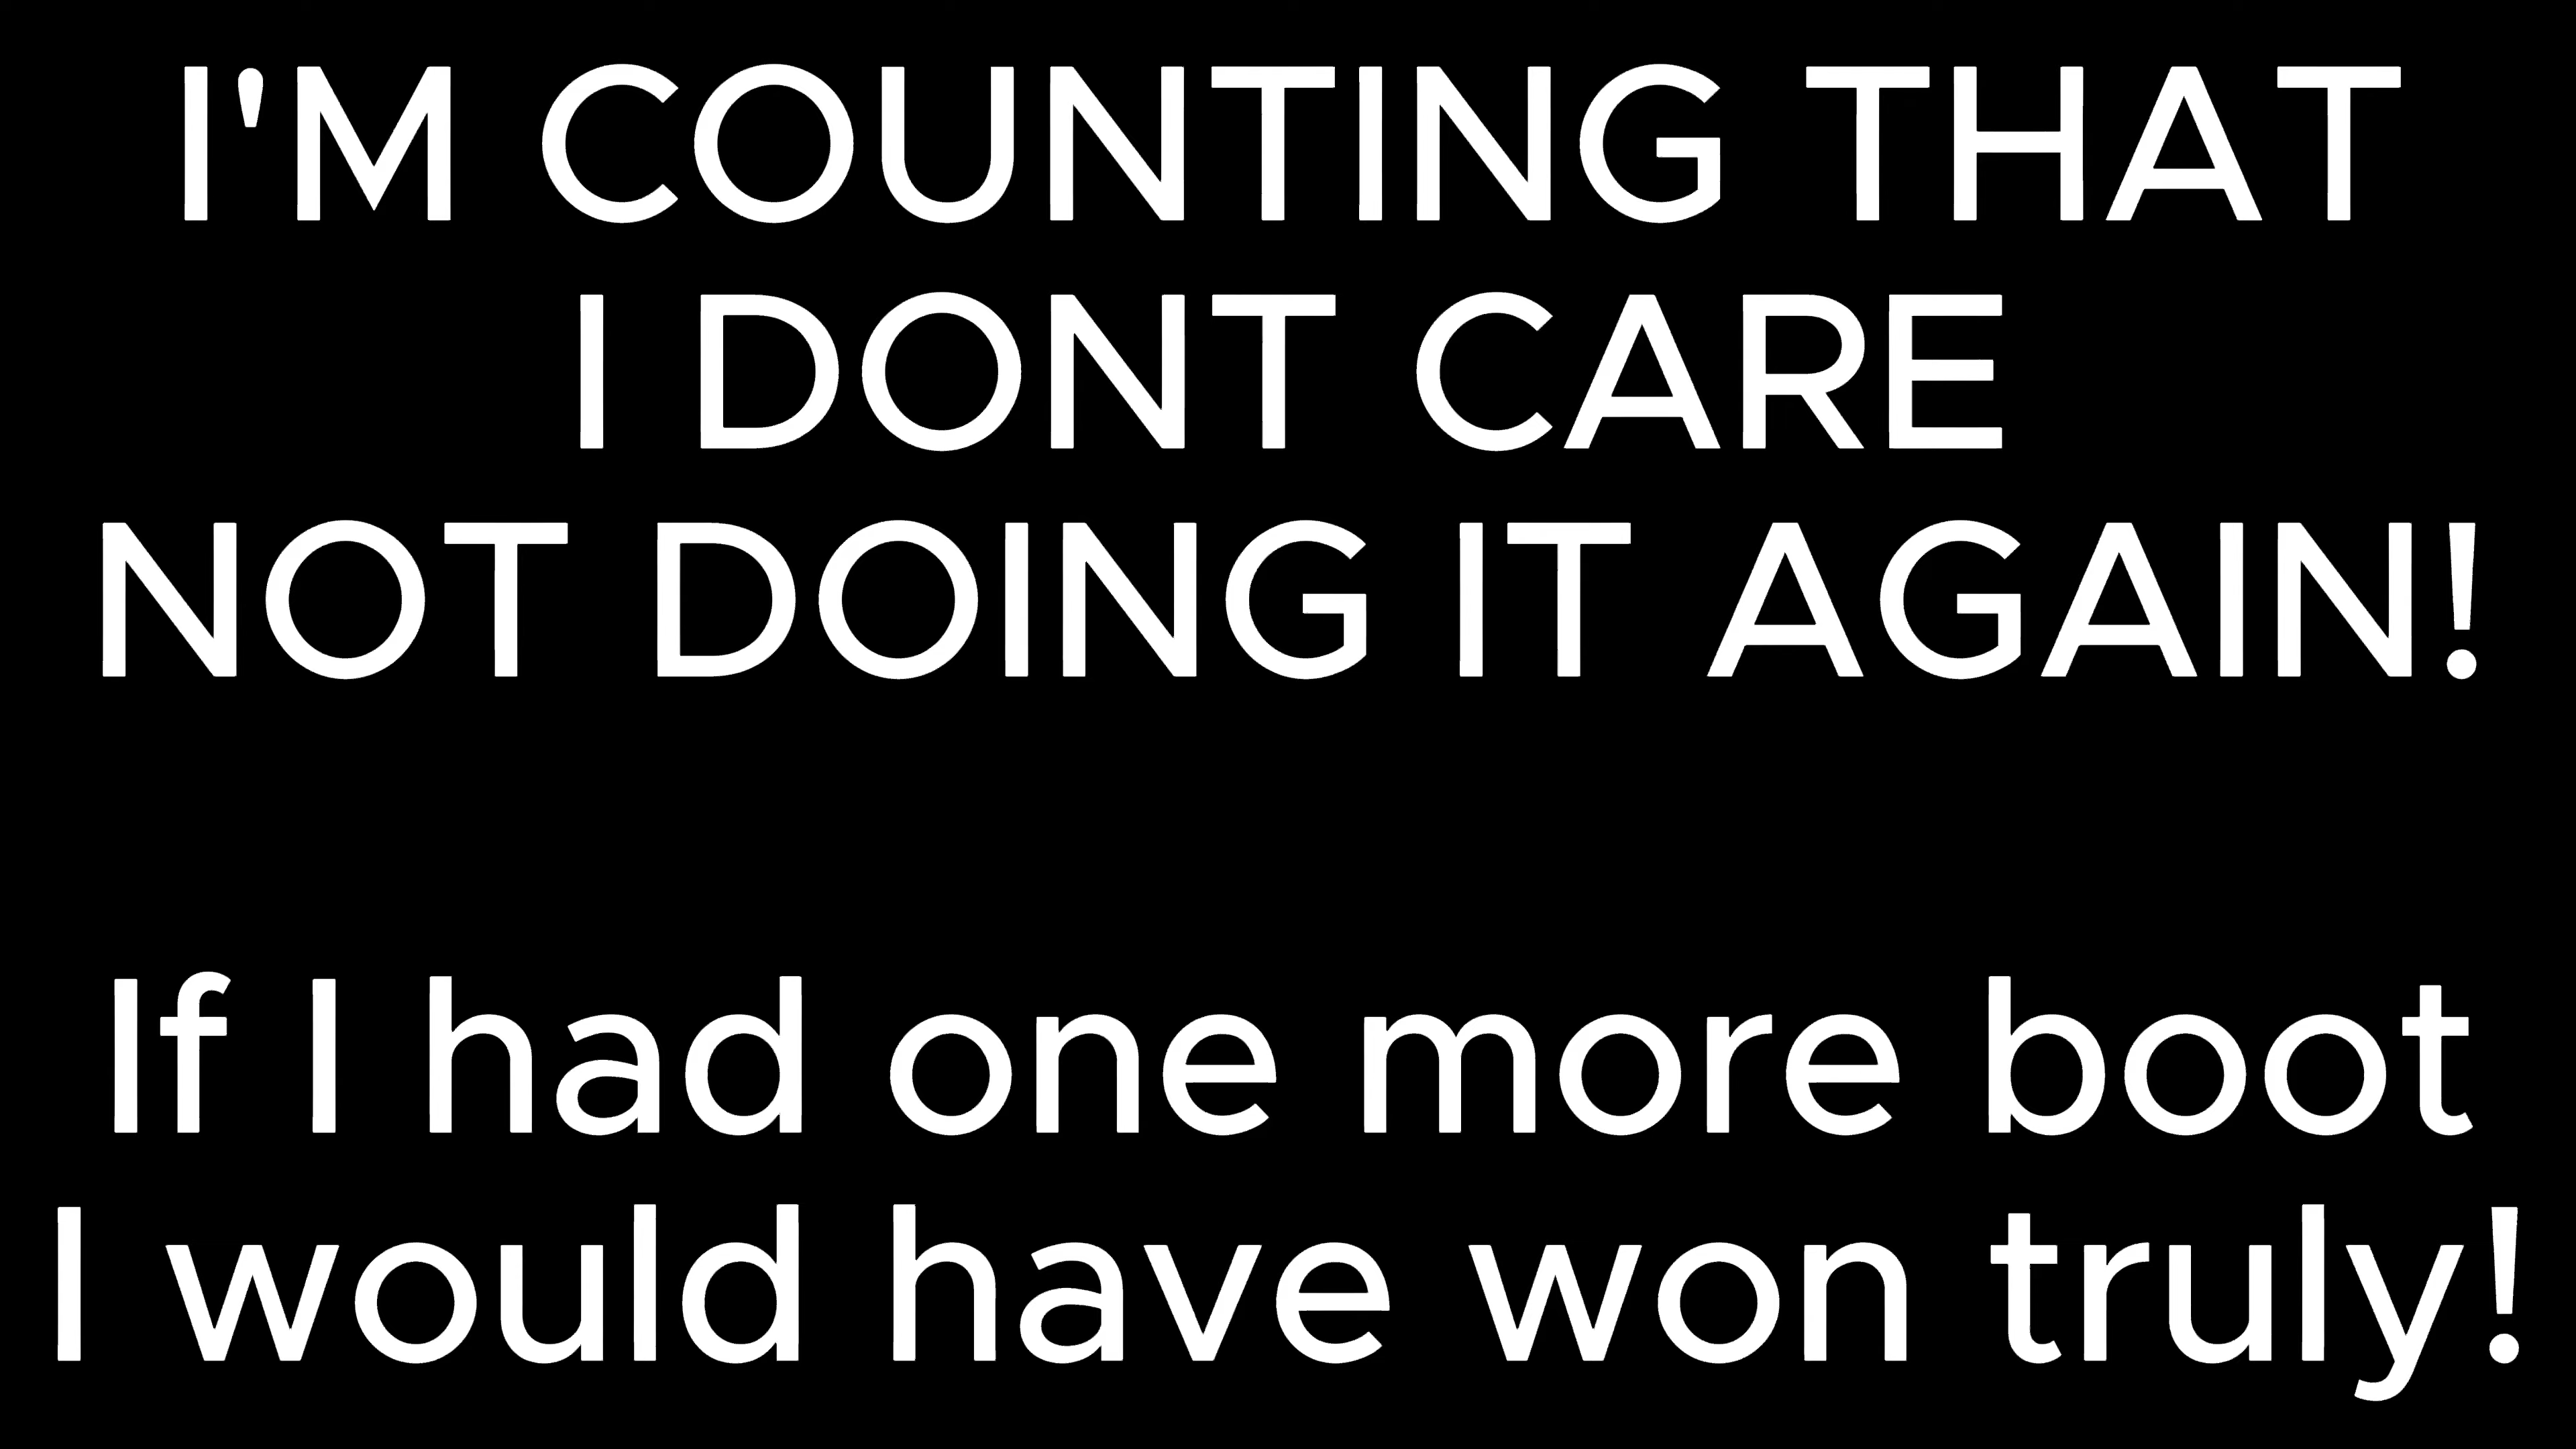 I'M COUNTING THAT
I DONT CARE
NOT DOING IT AGAIN!
If I had one more boot
I would have won truly!